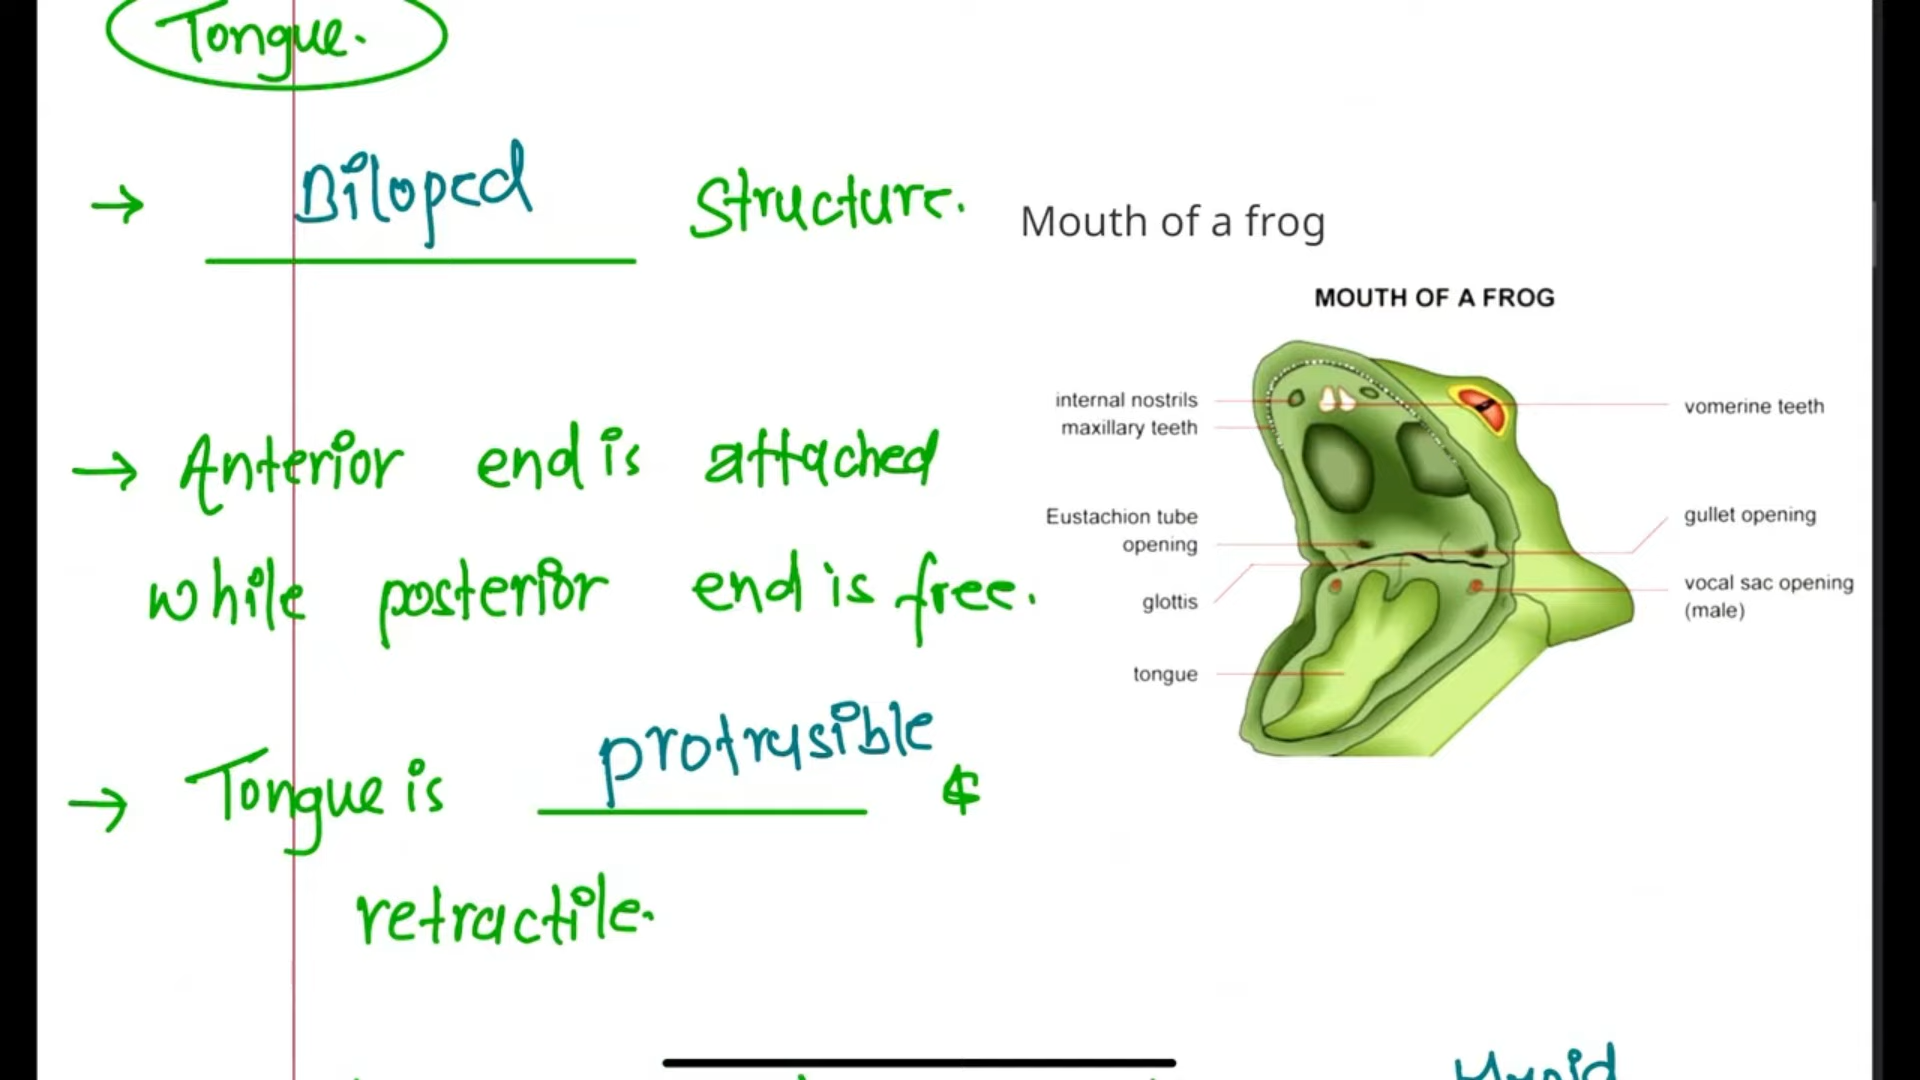 Tongue.
→ Biloped Structure.
→ Anterior end is attached
while posterior end is free.
→ Tongue is protrusible &
retractile.
Mouth of a frog
MOUTH OF A FROG
internal nostrils
maxillary teeth
Eustachion tube
opening
glottis
tongue
vomerine teeth
gullet opening
vocal sac opening
(male)